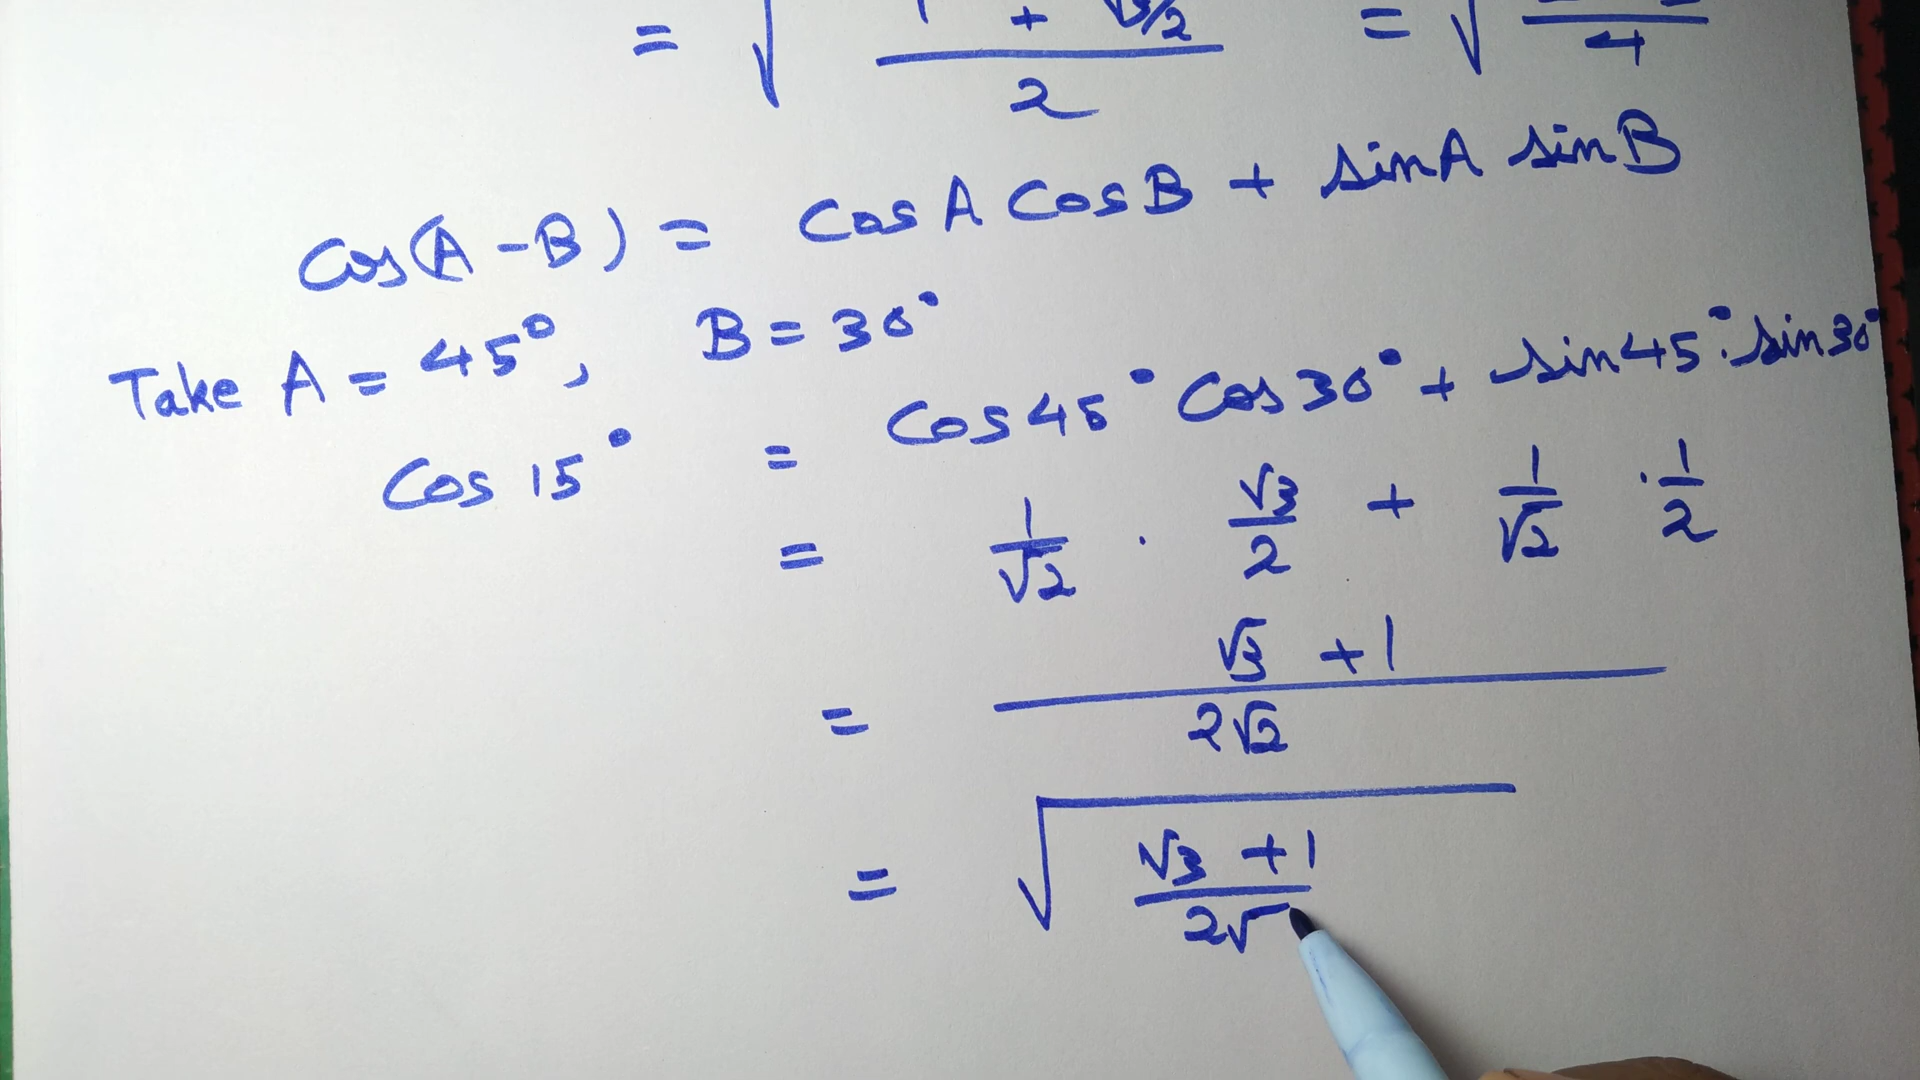 = √ 1 + √3/2 / 2 = √ / 4
Cos(A - B) = Cos A Cos B + sin A sin B
Take A = 45°, B = 30°
Cos 15° = Cos 45° Cos 30° + sin 45° . sin 30°
= 1/√2 . √3/2 + 1/√2 . 1/2
= √3 + 1 / 2√2
= √ √3 + 1 / 2√